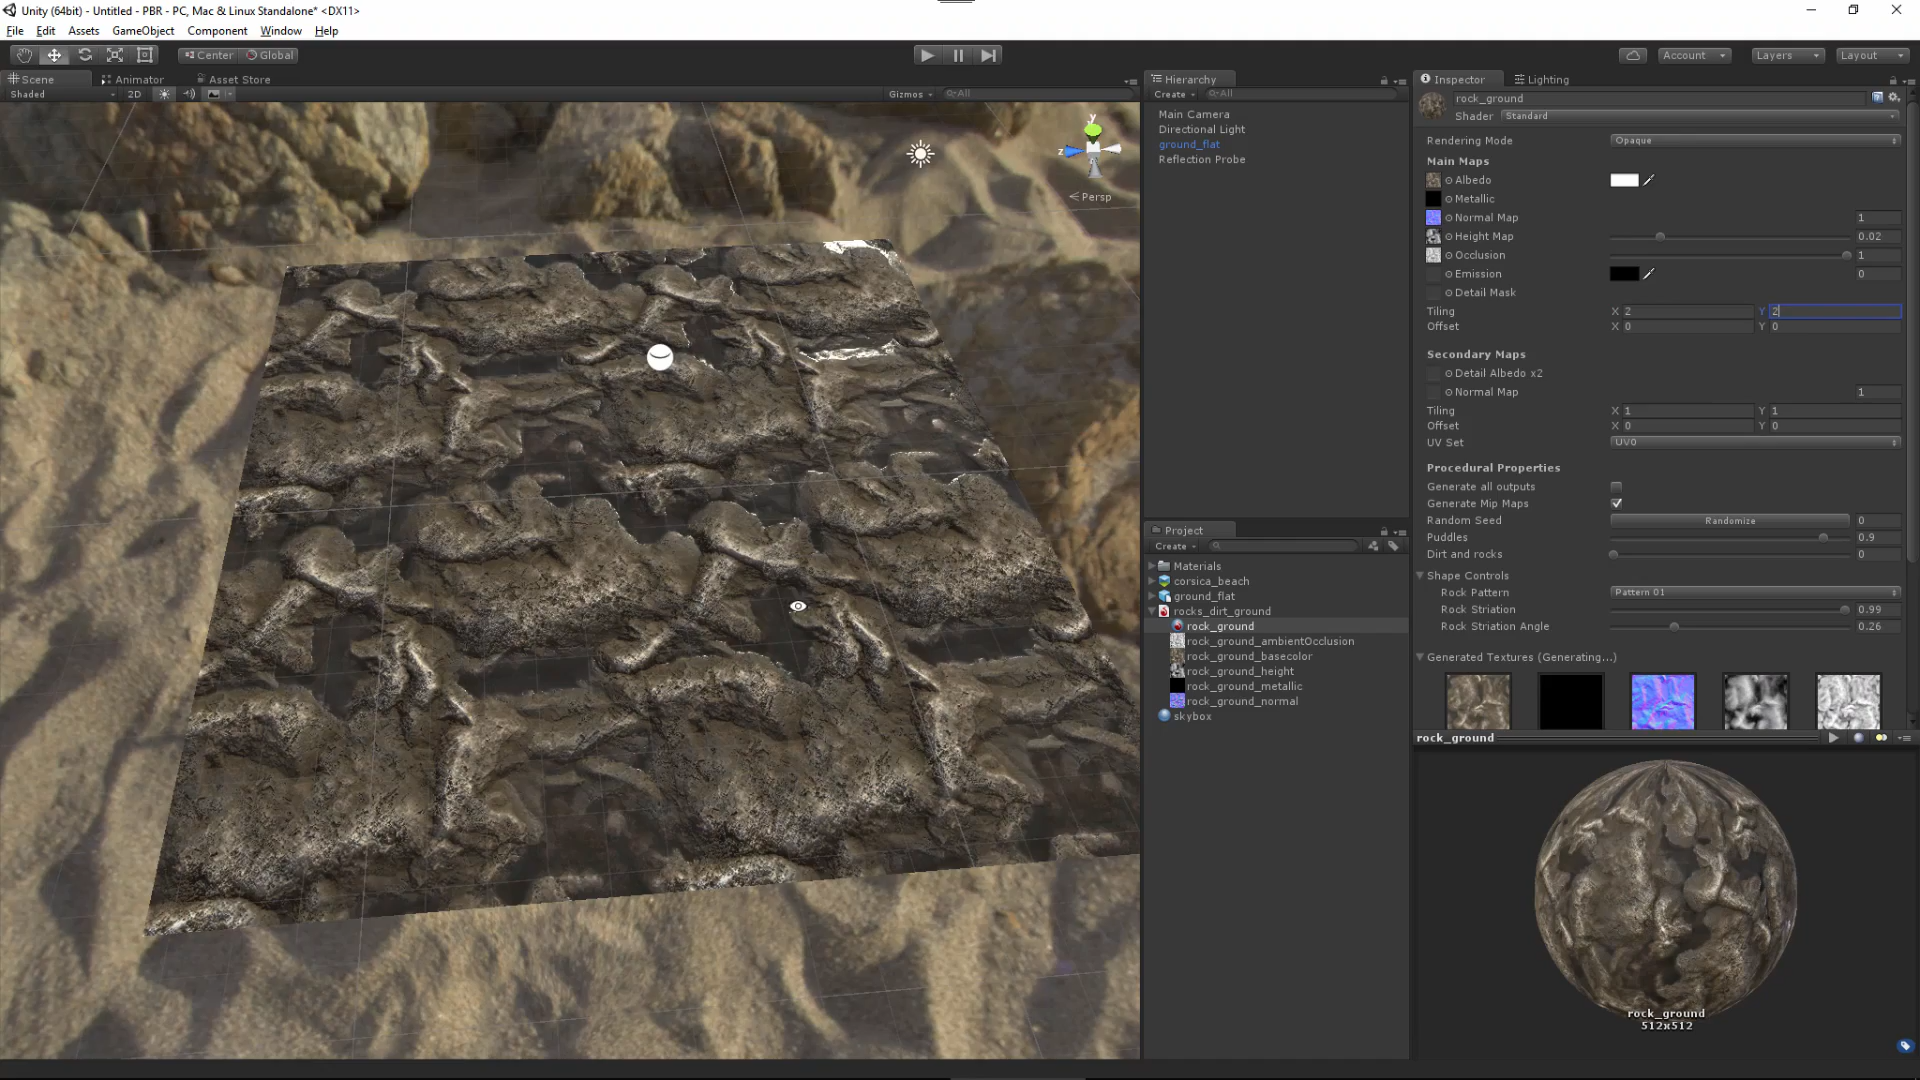 Unity (64bit) - Untitled - PBR - PC, Mac & Linux Standalone* <DX11>
File Edit Assets GameObject Component Window Help
Center Global
Account Layers Layout
Scene Animator Asset Store
Shaded 2D Gizmos All
y
z
Persp
Hierarchy
Create All
Main Camera
Directional Light
ground_flat
Reflection Probe
Project
Create
Materials
corsica_beach
ground_flat
rocks_dirt_ground
rock_ground
rock_ground_ambientOcclusion
rock_ground_basecolor
rock_ground_height
rock_ground_metallic
rock_ground_normal
skybox
Inspector Lighting
rock_ground
Shader Standard
Rendering Mode Opaque
Main Maps
Albedo
Metallic
Normal Map 1
Height Map 0.02
Occlusion 1
Emission 0
Detail Mask
Tiling X 2 Y 2
Offset X 0 Y 0
Secondary Maps
Detail Albedo x2
Normal Map 1
Tiling X 1 Y 1
Offset X 0 Y 0
UV Set UV0
Procedural Properties
Generate all outputs
Generate Mip Maps
Random Seed Randomize 0
Puddles 0.9
Dirt and rocks 0
Shape Controls
Rock Pattern Pattern 01
Rock Striation 0.99
Rock Striation Angle 0.26
Generated Textures (Generating...)
rock_ground
rock_ground
512x512